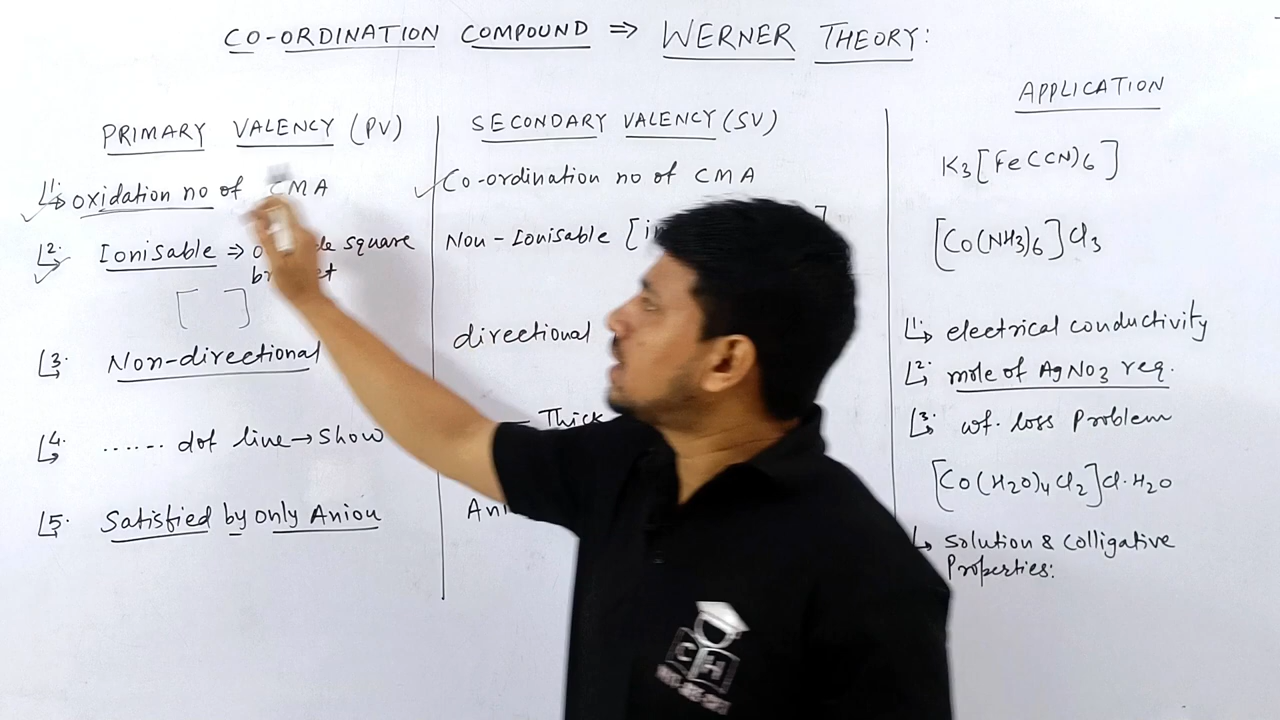 CO-ORDINATION COMPOUND ⇒ WERNER THEORY:
PRIMARY VALENCY (PV)
1. oxidation no of CMA
2. Ionisable ⇒ square
[ ]
3. Non-directional
4. ...... dot line → Show
5. Satisfied by only Anion
SECONDARY VALENCY (SV)
Co-ordination no of CMA
Non-Ionisable [in ]
directional
— Thick
Ani
APPLICATION
K3[Fe(CN)6]
[Co(NH3)6]Cl3
1. electrical conductivity
2. mole of AgNO3 req.
3. wt. loss Problem
[Co(H2O)4Cl2]Cl·H2O
↳ Solution & Colligative
Properties:
C H